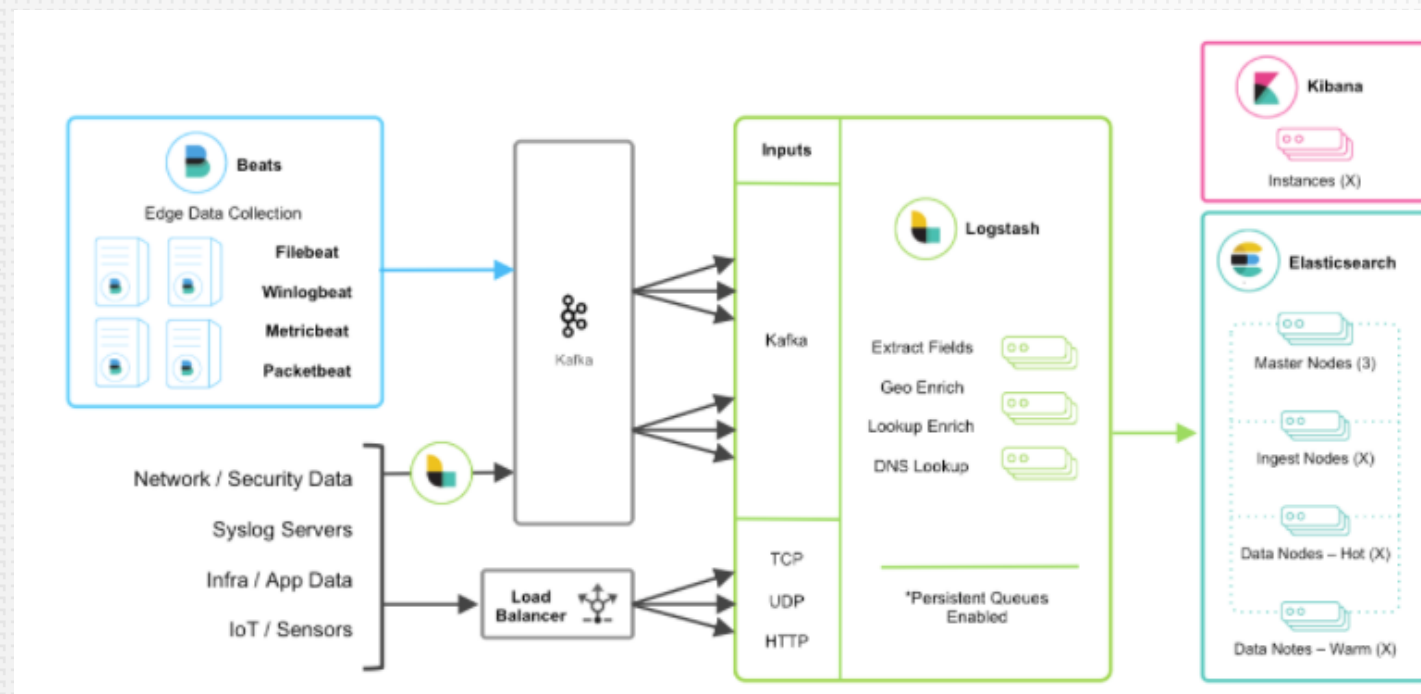 Beats
Edge Data Collection
Filebeat
Winlogbeat
Metricbeat
Packetbeat
Network / Security Data
Syslog Servers
Infra / App Data
IoT / Sensors
Kafka
Load
Balancer
Inputs
Kafka
TCP
UDP
HTTP
Logstash
Extract Fields
Geo Enrich
Lookup Enrich
DNS Lookup
*Persistent Queues
Enabled
Kibana
Instances (X)
Elasticsearch
Master Nodes (3)
Ingest Nodes (X)
Data Nodes – Hot (X)
Data Notes – Warm (X)